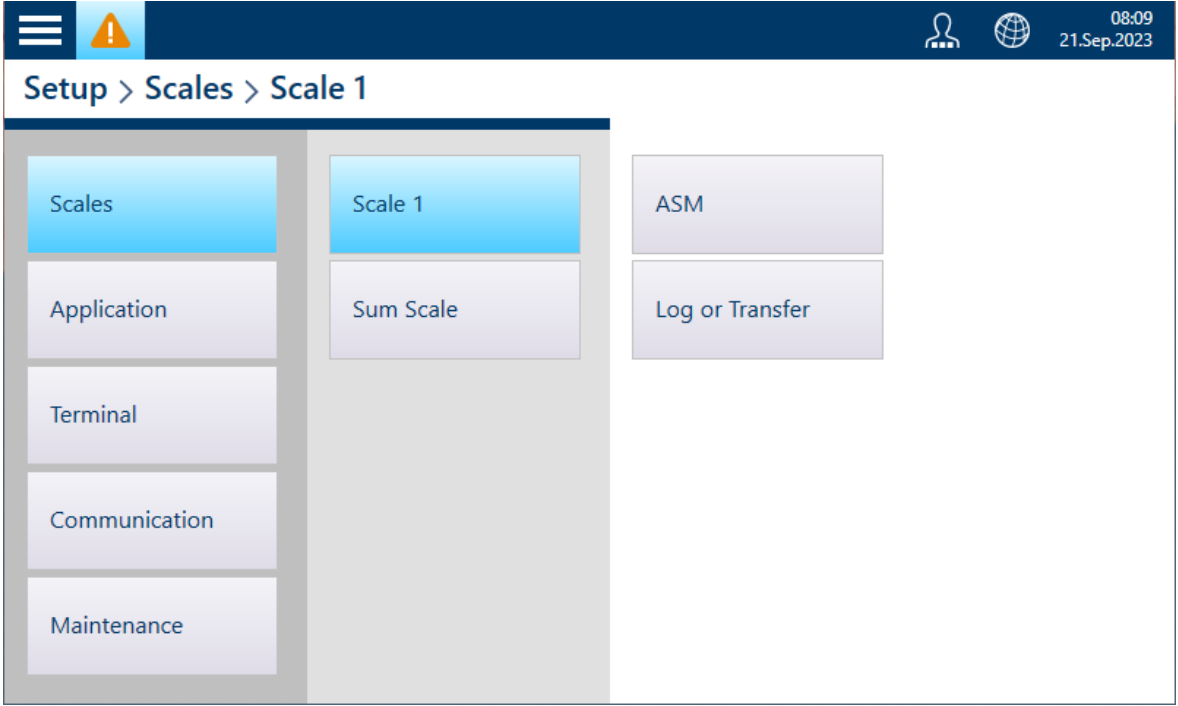 08:09
21.Sep.2023
Setup > Scales > Scale 1
Scales
Scale 1
ASM
Application
Sum Scale
Log or Transfer
Terminal
Communication
Maintenance